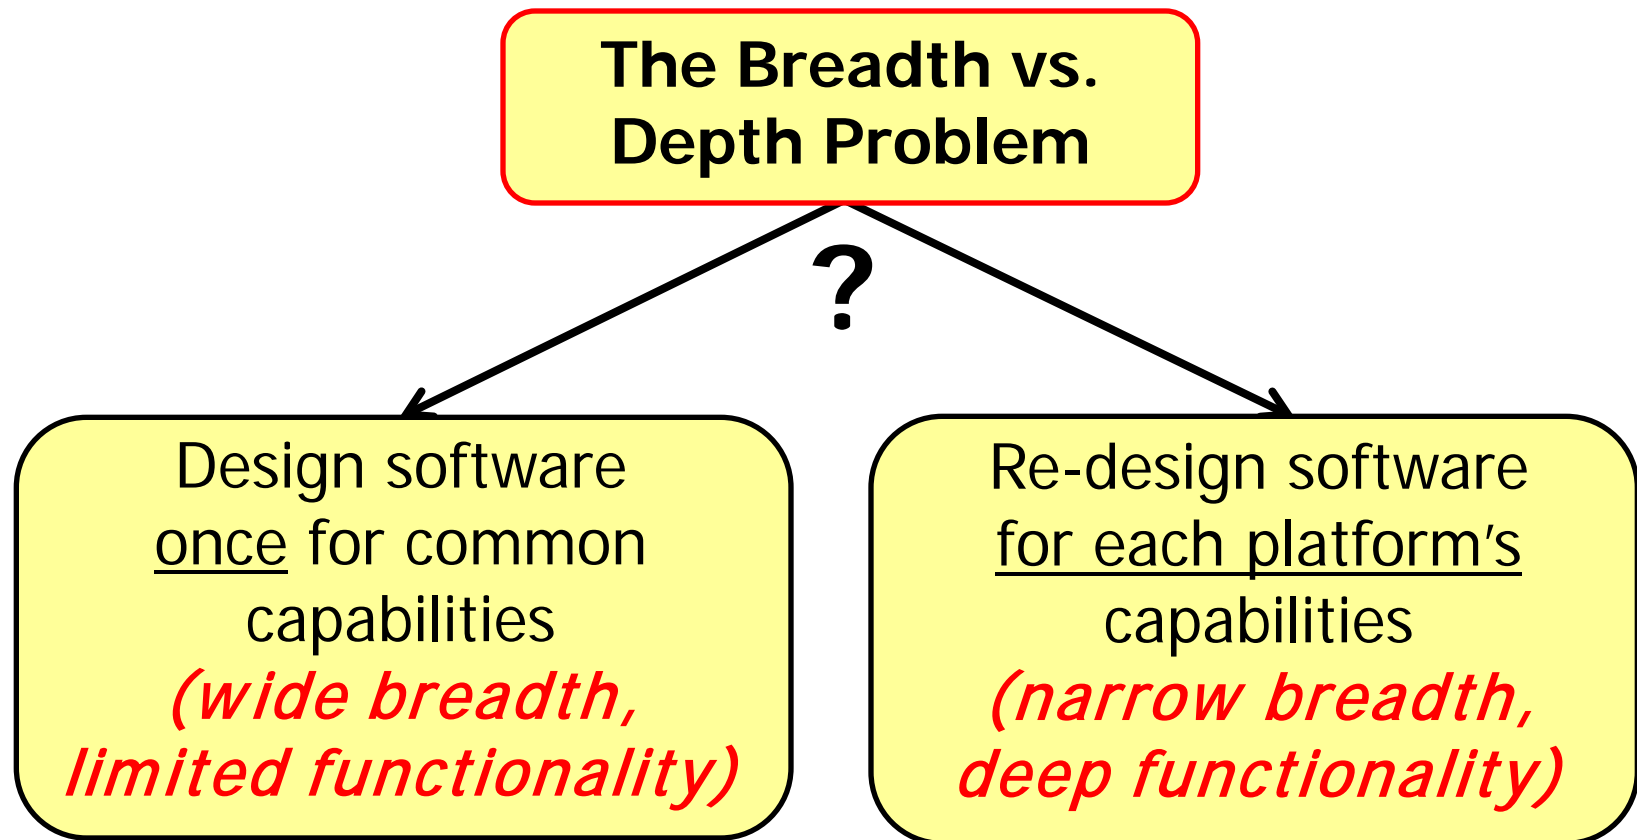 The Breadth vs.
Depth Problem
?
Design software
once for common
capabilities
(wide breadth,
limited functionality)
Re-design software
for each platform's
capabilities
(narrow breadth,
deep functionality)